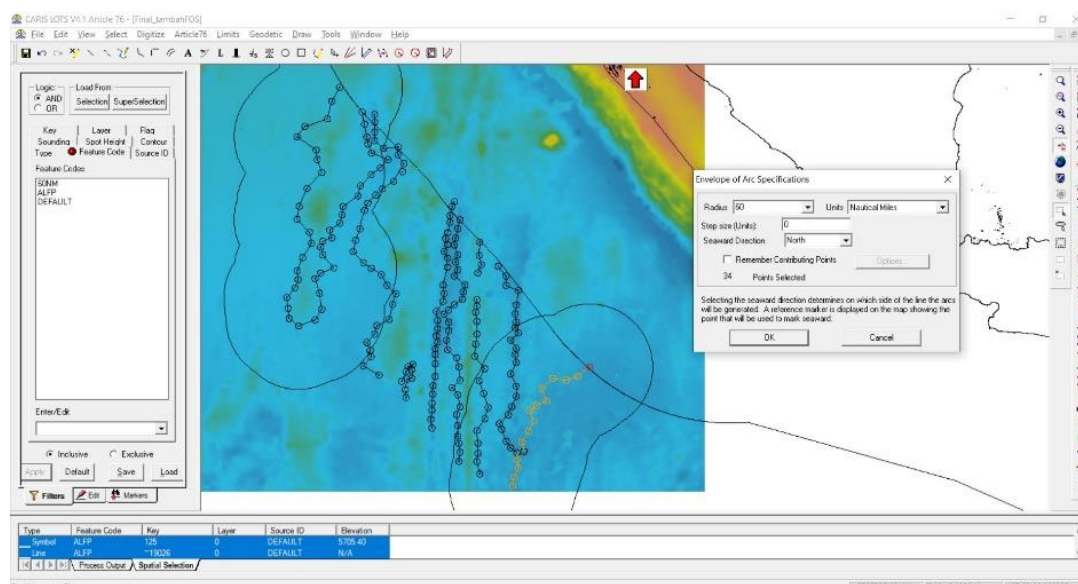 CARIS LOTS V4.1 Article 76 - [Final_tambahFOS]
File Edit View Select Digitize Article76 Limits Geodetic Draw Tools Window Help
Logic:
AND
OR
Load From:
Selection SuperSelection
Key Layer Flag
Sounding Spot Height Contour
Type Feature Code Source ID
Feature Codes
60NM
ALFP
DEFAULT
Enter/Edit
Inclusive Exclusive
Apply Default Save Load
Filters Edit Markers
Envelope of Arc Specifications
Radius 60 Units Nautical Miles
Step size (Units): 0
Seaward Direction North
Remember Contributing Points Options...
34 Points Selected
Selecting the seaward direction determines on which side of the line the arcs
will be generated. A reference marker is displayed on the map showing the
point that will be used to mark seaward.
OK Cancel
Type Feature Code Key Layer Source ID Elevation
Symbol ALFP 125 0 DEFAULT 5705.40
Line ALFP ~19026 0 DEFAULT N/A
Process Output Spatial Selection